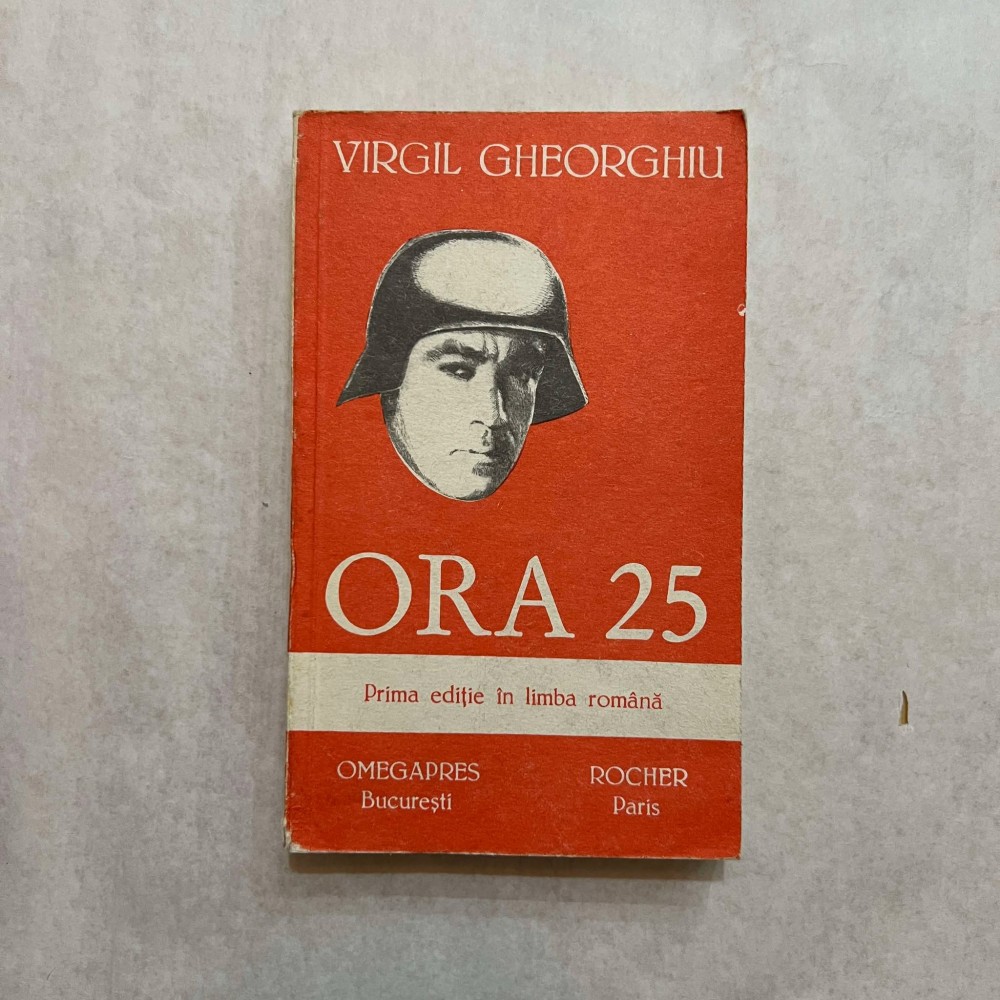 VIRGIL GHEORGHIU
ORA 25
Prima ediție în limba română
OMEGAPRES
București
ROCHER
Paris